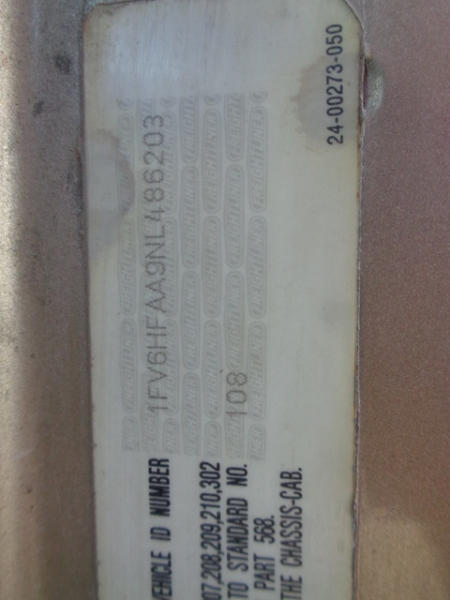 VEHICLE ID NUMBER 1FV6HFAA9NL486203
07,208,209,210,302
TO STANDARD NO. 108
PART 568.
THE CHASSIS-CAB.
24-00273-050